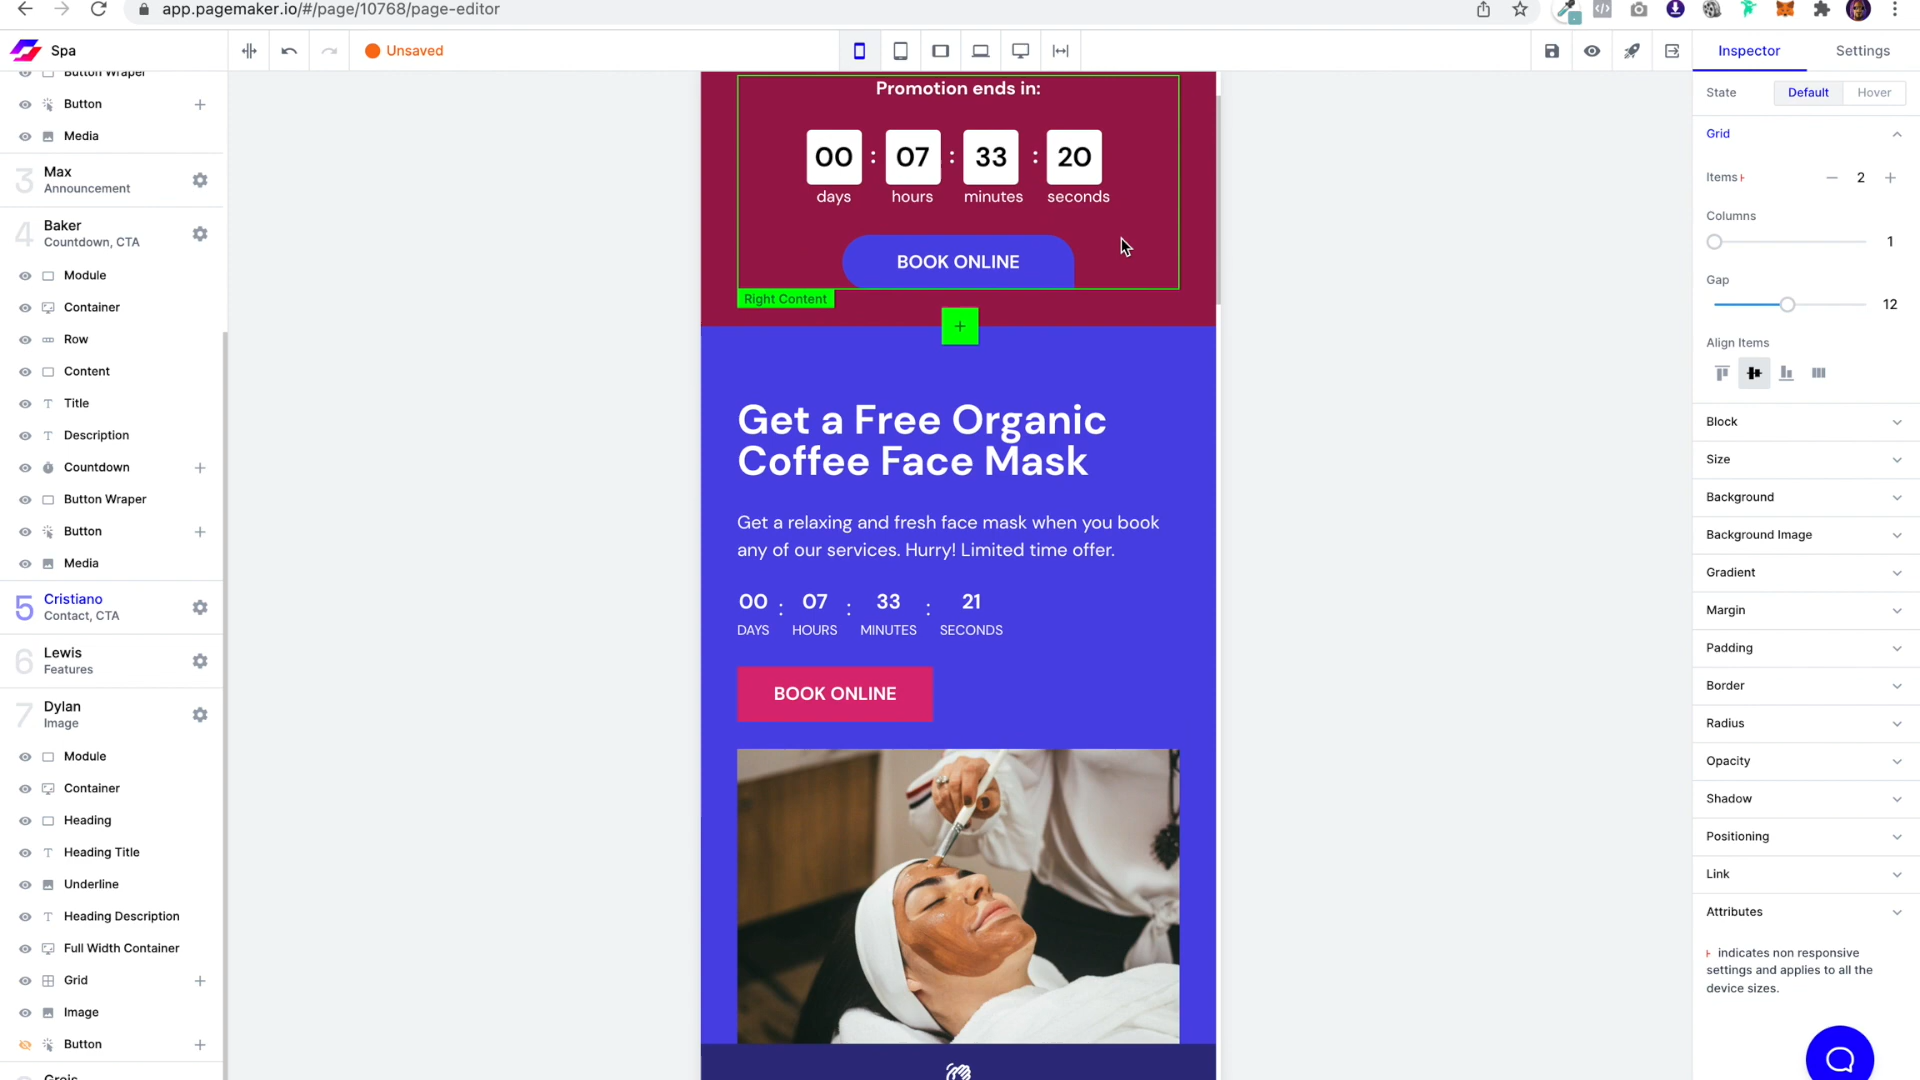 app.pagemaker.io/#/page/10768/page-editor
Spa
Unsaved
Inspector
Settings
Button Wraper
Button
Media
3
Max
Announcement
4
Baker
Countdown, CTA
Module
Container
Row
Content
Title
Description
Countdown
Button Wraper
Button
Media
5
Cristiano
Contact, CTA
6
Lewis
Features
7
Dylan
Image
Module
Container
Heading
Heading Title
Underline
Heading Description
Full Width Container
Grid
Image
Button
Promotion ends in:
00 : 07 : 33 : 20
days hours minutes seconds
BOOK ONLINE
Right Content
+
Get a Free Organic
Coffee Face Mask
Get a relaxing and fresh face mask when you book
any of our services. Hurry! Limited time offer.
00 : 07 : 33 : 21
DAYS HOURS MINUTES SECONDS
BOOK ONLINE
State
Default
Hover
Grid
Items
2
Columns
1
Gap
12
Align Items
Block
Size
Background
Background Image
Gradient
Margin
Padding
Border
Radius
Opacity
Shadow
Positioning
Link
Attributes
indicates non responsive
settings and applies to all the
device sizes.